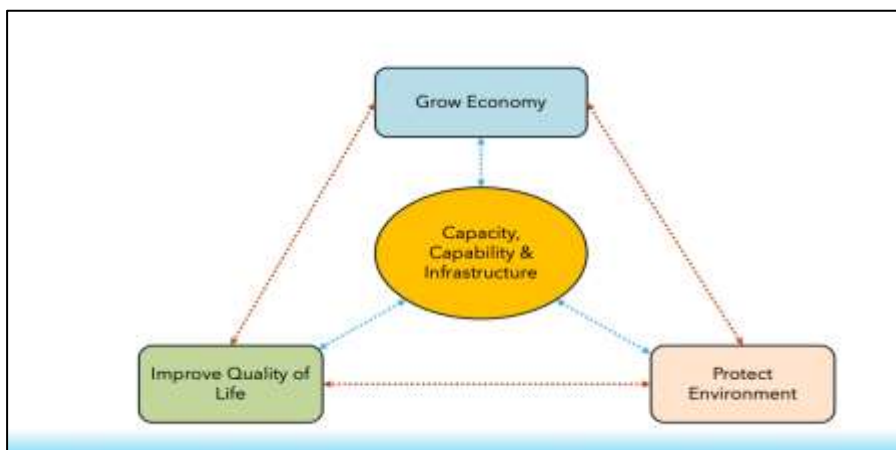 Grow Economy
Capacity,
Capability &
Infrastructure
Improve Quality of
Life
Protect
Environment